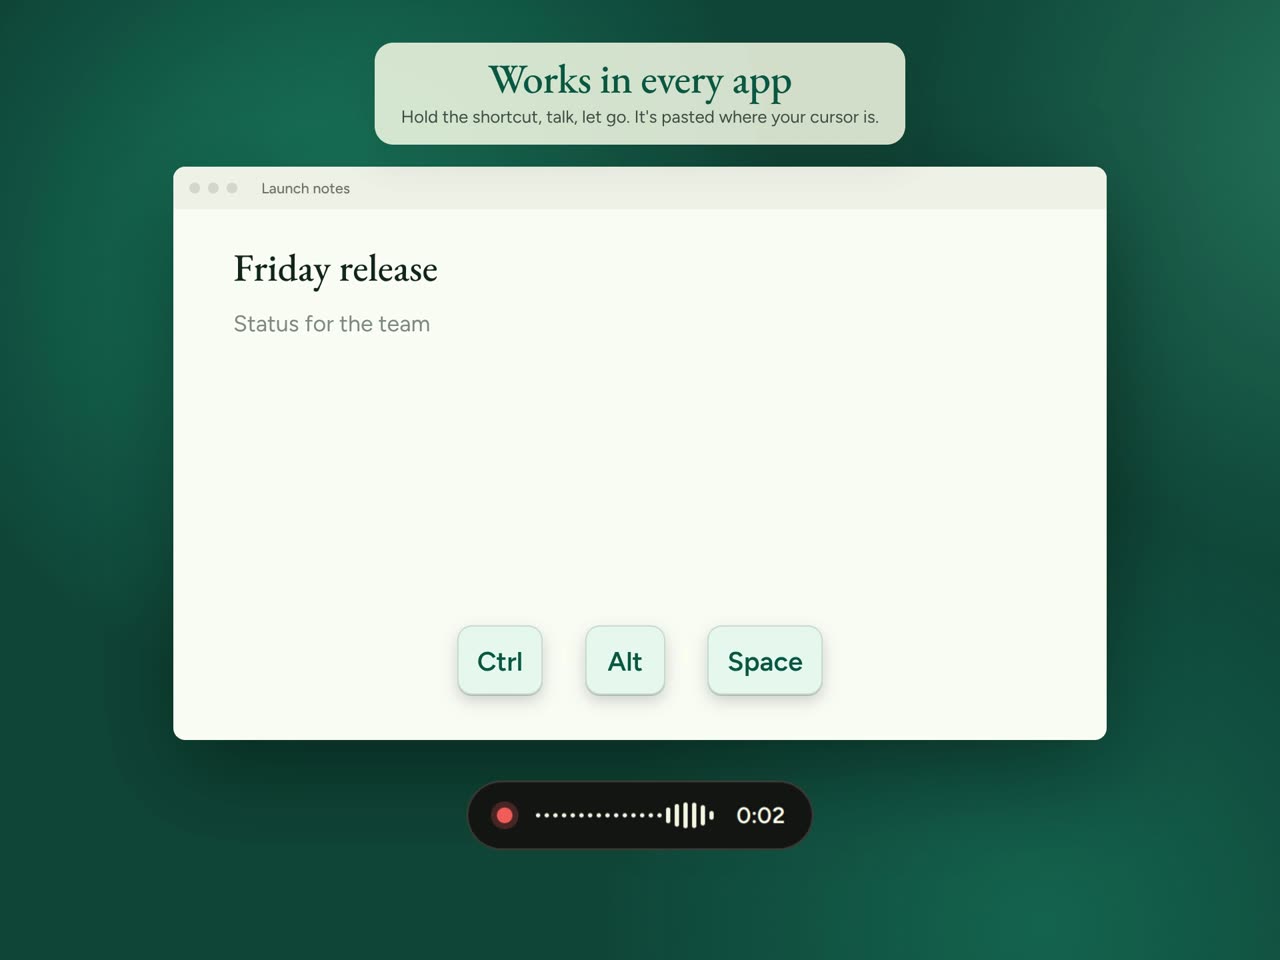 Works in every app
Hold the shortcut, talk, let go. It's pasted where your cursor is.
Launch notes
Friday release
Status for the team
Ctrl Alt Space
0:02